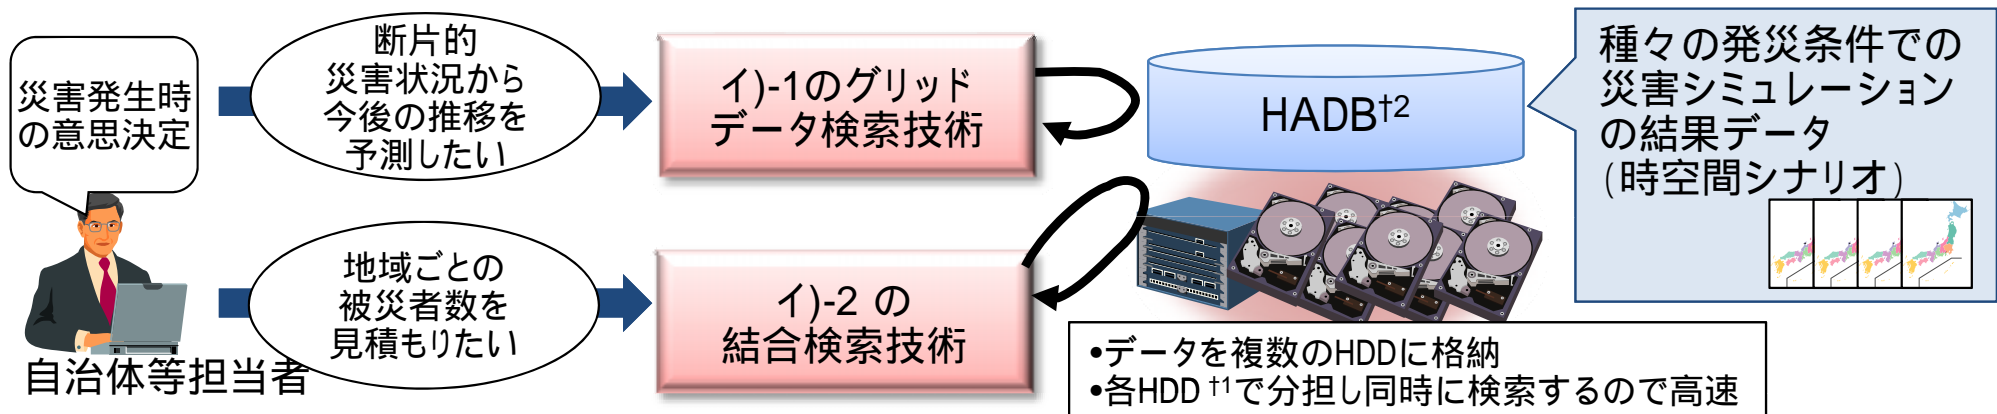 災害発生時
の意思決定
自治体等担当者
断片的
災害状況から
今後の推移を
予測したい
地域ごとの
被災者数を
見積もりたい
イ)-1のグリッド
データ検索技術
イ)-2 の
結合検索技術
HADB†2
種々の発災条件での
災害シミュレーション
の結果データ
(時空間シナリオ)
•データを複数のHDDに格納
•各HDD †1で分担し同時に検索するので高速